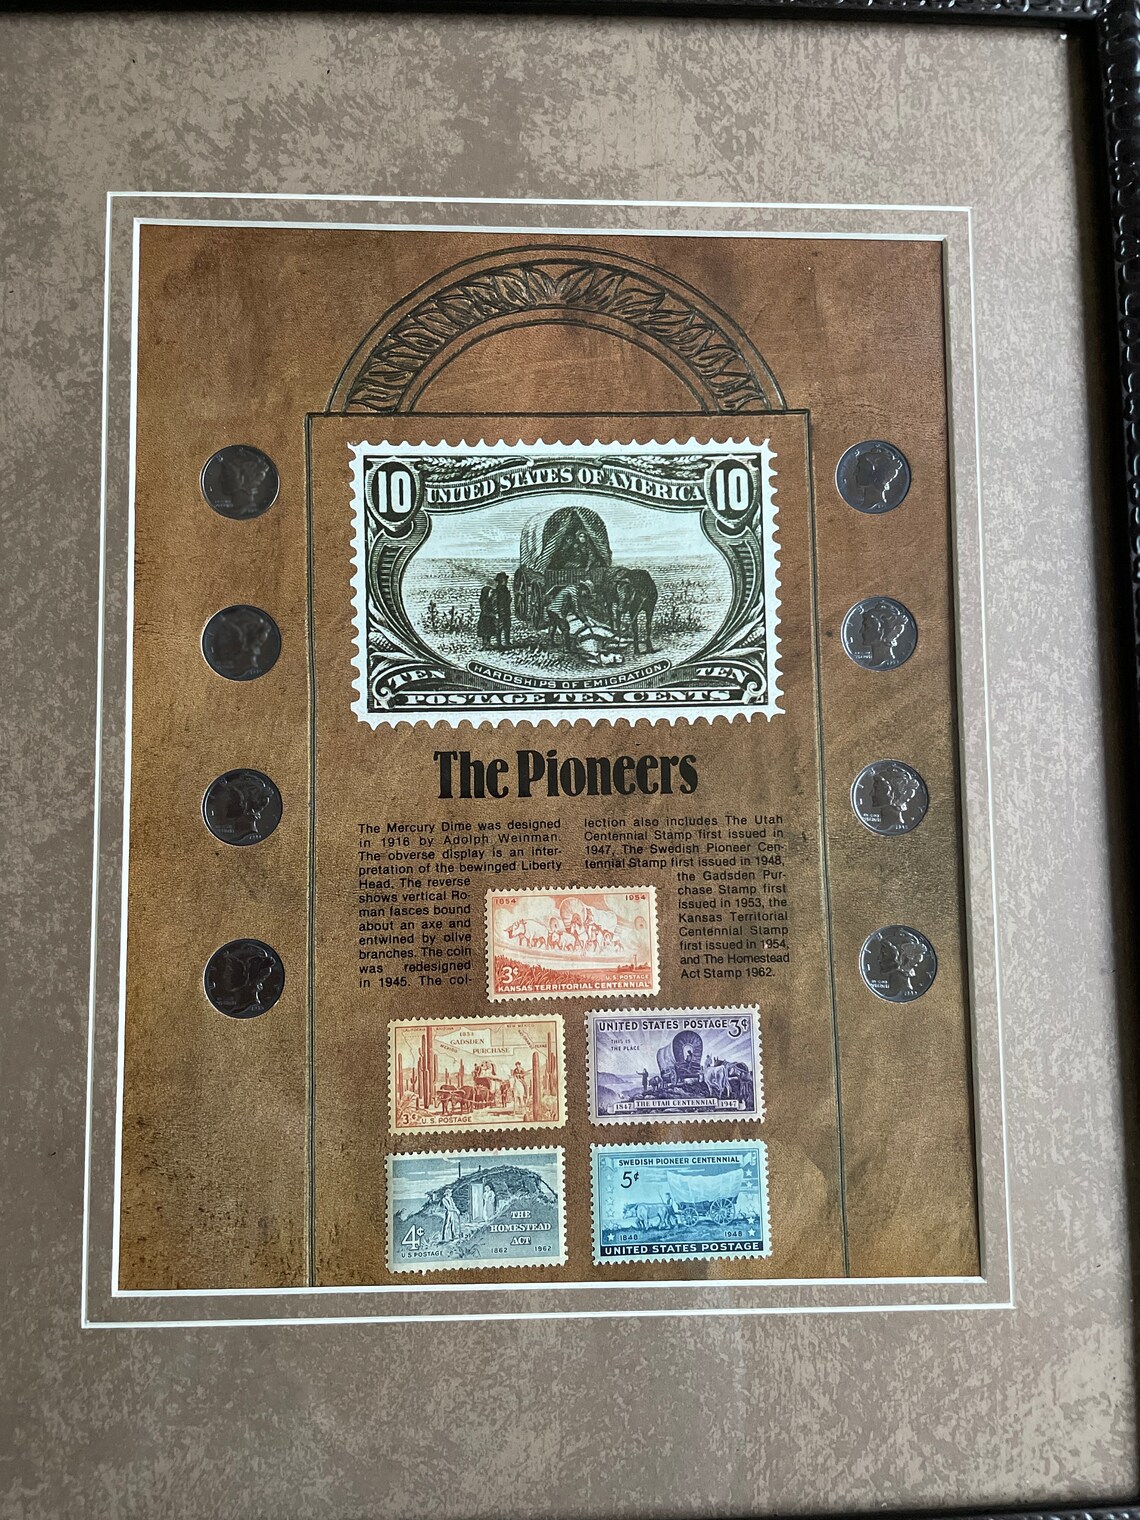 10 UNITED STATES OF AMERICA 10
HARDSHIPS OF EMIGRATION.
TEN TEN
POSTAGE TEN CENTS
The Pioneers
The Mercury Dime was designed
in 1916 by Adolph Weinman.
The obverse display is an inter-
pretation of the bewinged Liberty
Head. The reverse
shows vertical Ro-
man fasces bound
about an axe and
entwined by olive
branches. The coin
was redesigned
in 1945. The col-
lection also includes The Utah
Centennial Stamp first issued in
1947, The Swedish Pioneer Cen-
tennial Stamp first issued in 1948,
the Gadsden Pur-
chase Stamp first
issued in 1953, the
Kansas Territorial
Centennial Stamp
first issued in 1954,
and The Homestead
Act Stamp 1962.
1854 1954
3¢ U.S. POSTAGE
KANSAS TERRITORIAL CENTENNIAL
1853
GADSDEN
PURCHASE
3¢ U.S. POSTAGE
UNITED STATES POSTAGE 3¢
THIS IS
THE PLACE
1847 THE UTAH CENTENNIAL 1947
THE
HOMESTEAD
ACT
4¢
U.S. POSTAGE 1862 1962
SWEDISH PIONEER CENTENNIAL
5¢
1848 1948
UNITED STATES POSTAGE